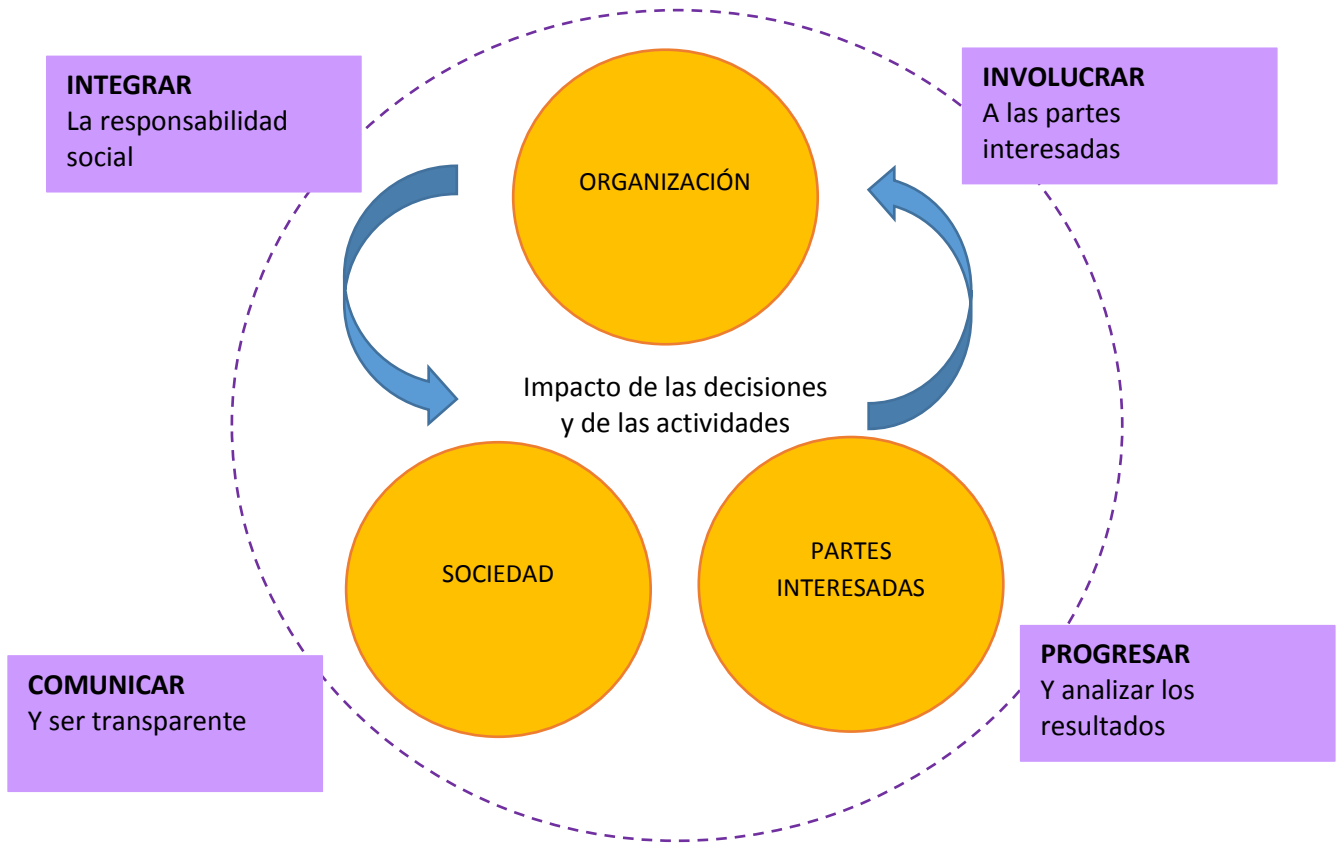 INTEGRAR
La responsabilidad
social
INVOLUCRAR
A las partes
interesadas
ORGANIZACIÓN
Impacto de las decisiones
y de las actividades
SOCIEDAD
PARTES
INTERESADAS
COMUNICAR
Y ser transparente
PROGRESAR
Y analizar los
resultados